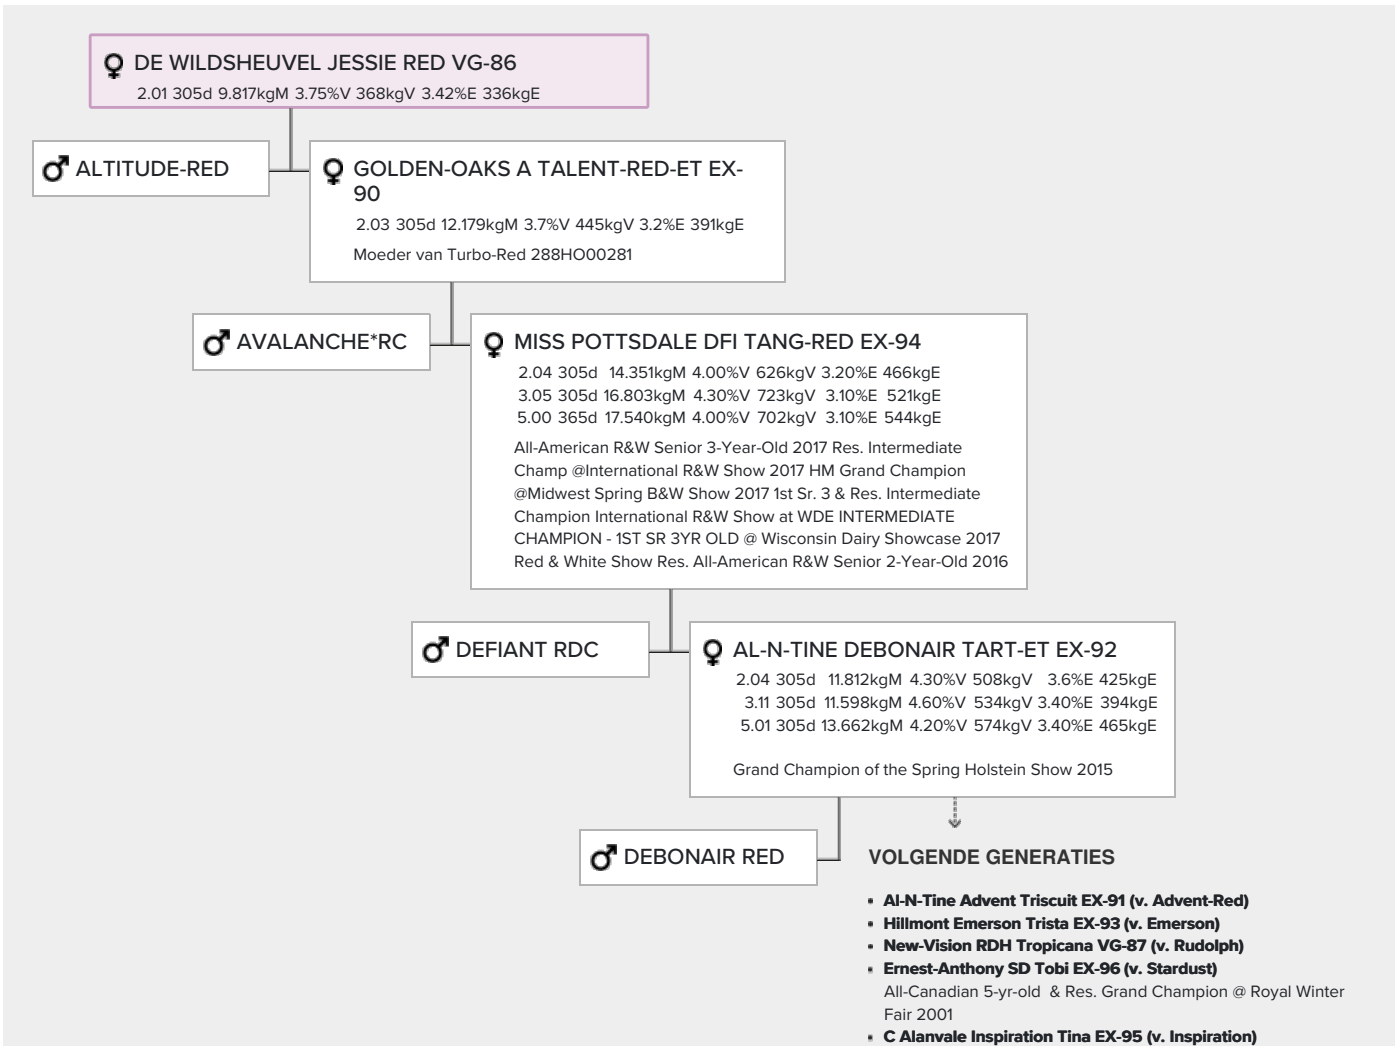 DE WILDSHEUVEL JESSIE RED VG-86
2.01 305d 9.817kgM 3.75%V 368kgV 3.42%E 336kgE
ALTITUDE-RED
GOLDEN-OAKS A TALENT-RED-ET EX-
90
2.03 305d 12.179kgM 3.7%V 445kgV 3.2%E 391kgE
Moeder van Turbo-Red 288HO00281
AVALANCHE*RC
MISS POTTSDALE DFI TANG-RED EX-94
2.04 305d 14.351kgM 4.00%V 626kgV 3.20%E 466kgE
3.05 305d 16.803kgM 4.30%V 723kgV 3.10%E 521kgE
5.00 365d 17.540kgM 4.00%V 702kgV 3.10%E 544kgE
All-American R&W Senior 3-Year-Old 2017 Res. Intermediate
Champ @International R&W Show 2017 HM Grand Champion
@Midwest Spring B&W Show 2017 1st Sr. 3 & Res. Intermediate
Champion International R&W Show at WDE INTERMEDIATE
CHAMPION - 1ST SR 3YR OLD @ Wisconsin Dairy Showcase 2017
Red & White Show Res. All-American R&W Senior 2-Year-Old 2016
DEFIANT RDC
AL-N-TINE DEBONAIR TART-ET EX-92
2.04 305d 11.812kgM 4.30%V 508kgV 3.6%E 425kgE
3.11 305d 11.598kgM 4.60%V 534kgV 3.40%E 394kgE
5.01 305d 13.662kgM 4.20%V 574kgV 3.40%E 465kgE
Grand Champion of the Spring Holstein Show 2015
DEBONAIR RED
VOLGENDE GENERATIES
• Al-N-Tine Advent Triscuit EX-91 (v. Advent-Red)
• Hillmont Emerson Trista EX-93 (v. Emerson)
• New-Vision RDH Tropicana VG-87 (v. Rudolph)
• Ernest-Anthony SD Tobi EX-96 (v. Stardust)
All-Canadian 5-yr-old & Res. Grand Champion @ Royal Winter
Fair 2001
• C Alanvale Inspiration Tina EX-95 (v. Inspiration)